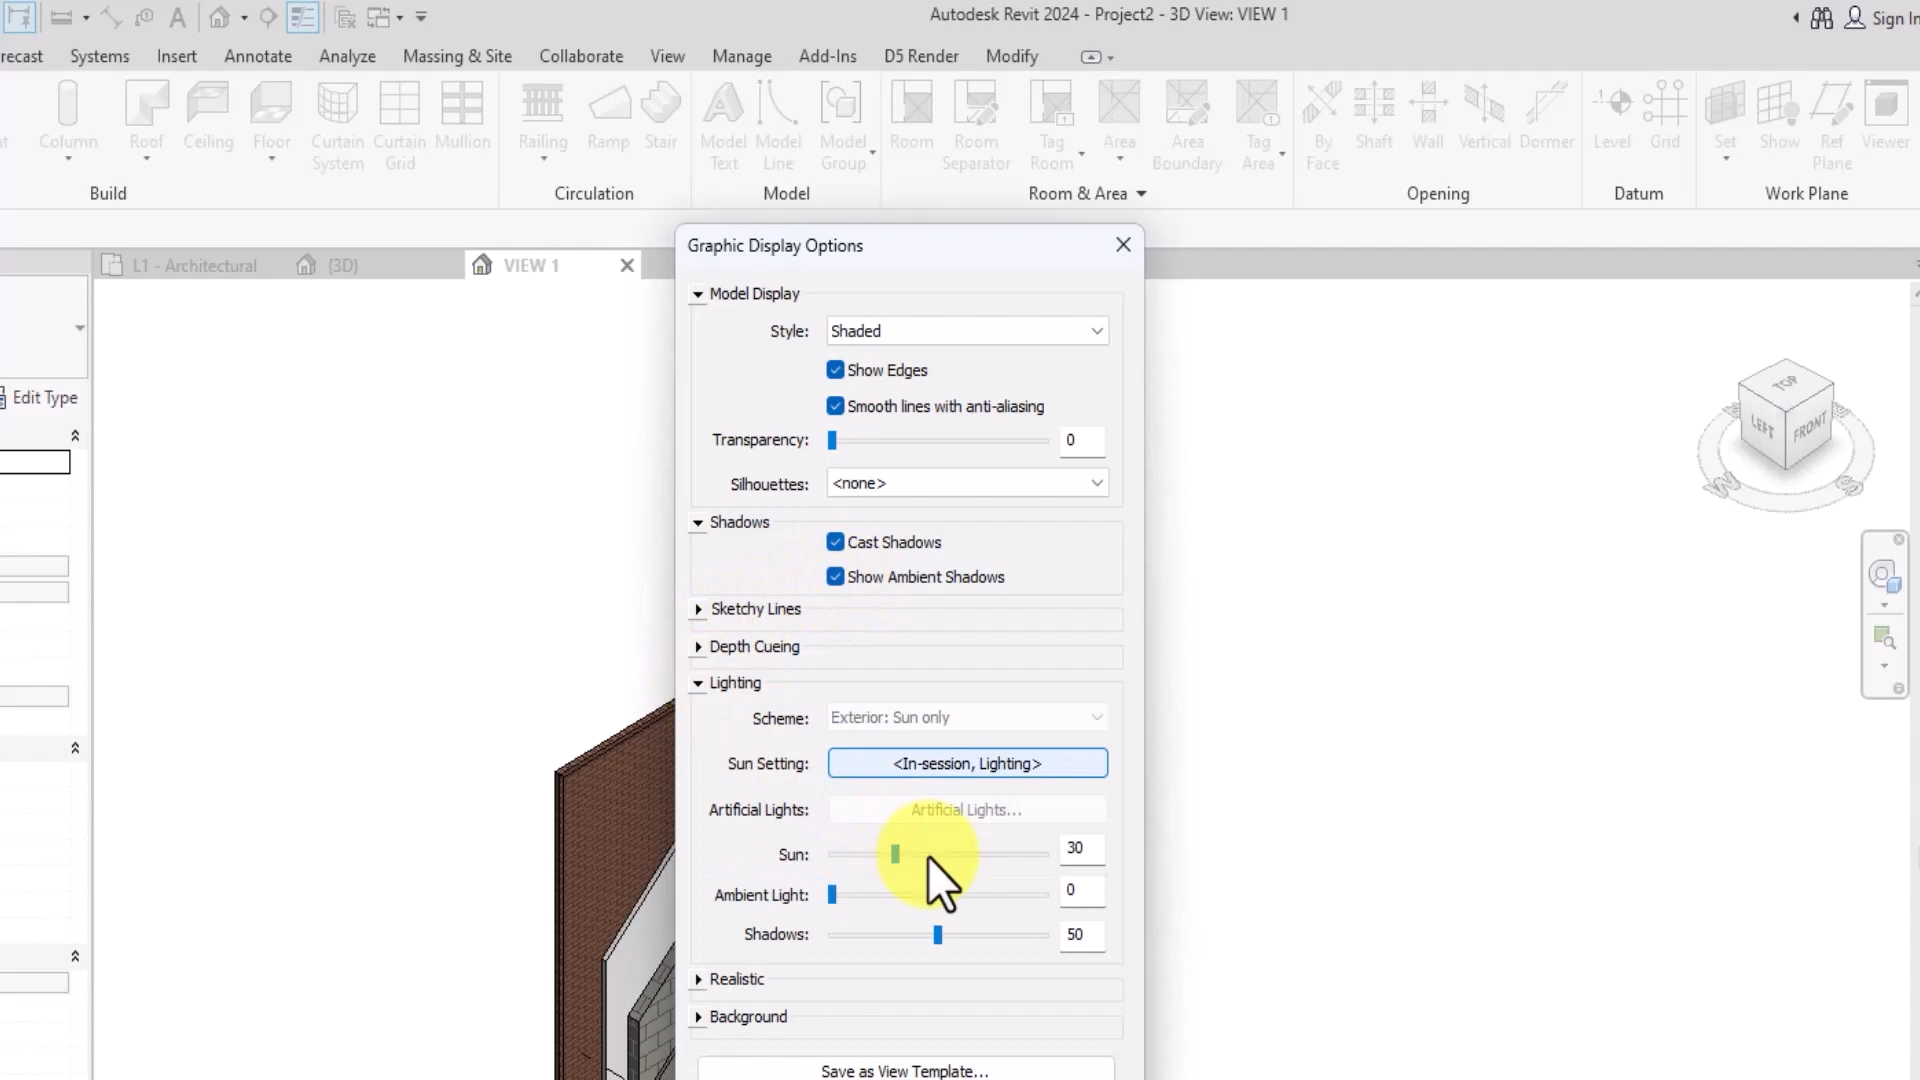 Autodesk Revit 2024 - Project2 - 3D View: VIEW 1
Sign In
recast Systems Insert Annotate Analyze Massing & Site Collaborate View Manage Add-Ins D5 Render Modify
Column Roof Ceiling Floor Curtain System Curtain Grid Mullion Railing Ramp Stair Model Text Model Line Model Group Room Room Separator Tag Room Area Area Boundary Tag Area By Face Shaft Wall Vertical Dormer Level Grid Set Show Ref Plane Viewer
Build Circulation Model Room & Area Opening Datum Work Plane
L1 - Architectural {3D} VIEW 1
Edit Type
Graphic Display Options
Model Display
Style: Shaded
Show Edges
Smooth lines with anti-aliasing
Transparency: 0
Silhouettes: <none>
Shadows
Cast Shadows
Show Ambient Shadows
Sketchy Lines
Depth Cueing
Lighting
Scheme: Exterior: Sun only
Sun Setting: <In-session, Lighting>
Artificial Lights: Artificial Lights...
Sun: 30
Ambient Light: 0
Shadows: 50
Realistic
Background
Save as View Template...
TOP
LEFT FRONT
W S